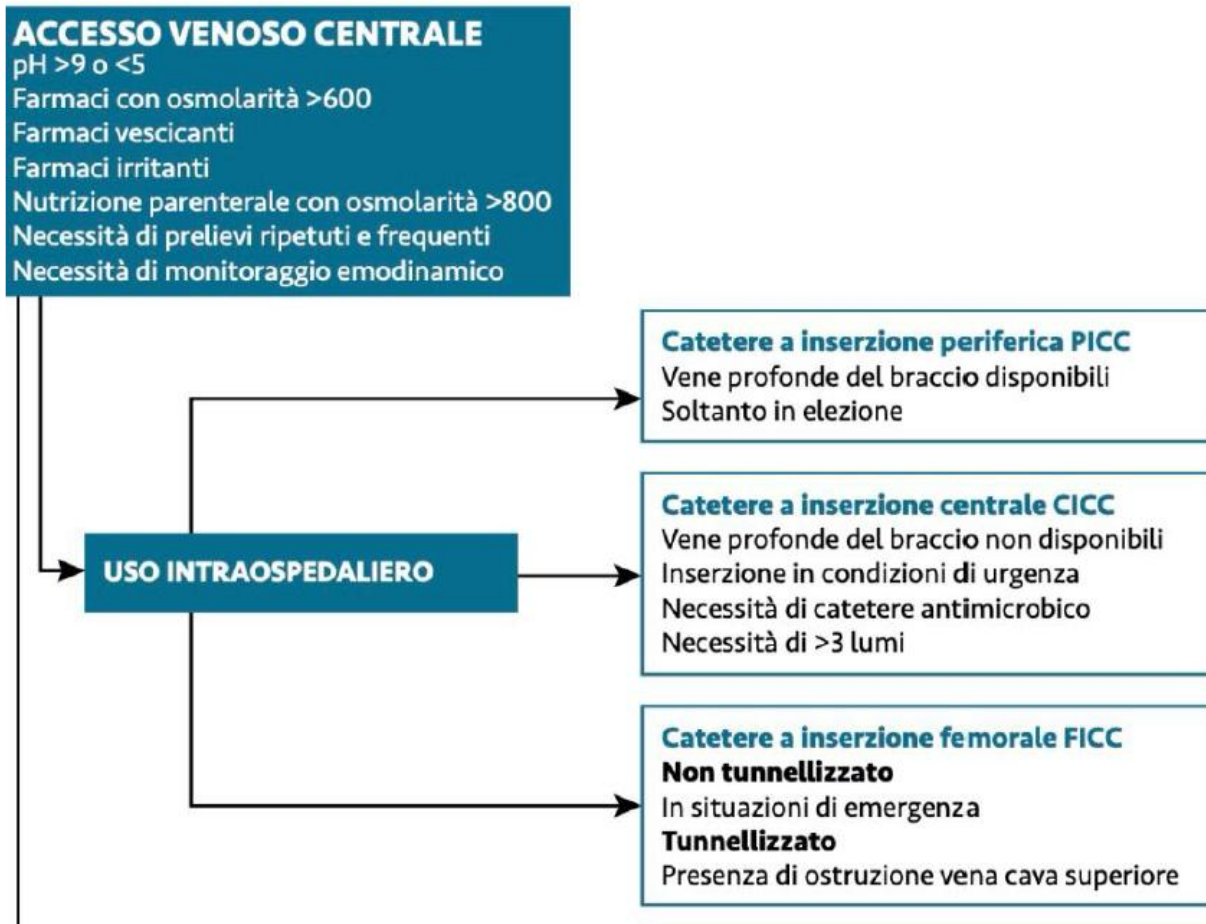 ACCESSO VENOSO CENTRALE
pH >9 o <5
Farmaci con osmolarità >600
Farmaci vescicanti
Farmaci irritanti
Nutrizione parenterale con osmolarità >800
Necessità di prelievi ripetuti e frequenti
Necessità di monitoraggio emodinamico
Catetere a inserzione periferica PICC
Vene profonde del braccio disponibili
Soltanto in elezione
USO INTRAOSPEDALIERO
Catetere a inserzione centrale CICC
Vene profonde del braccio non disponibili
Inserzione in condizioni di urgenza
Necessità di catetere antimicrobico
Necessità di >3 lumi
Catetere a inserzione femorale FICC
Non tunnellizzato
In situazioni di emergenza
Tunnellizzato
Presenza di ostruzione vena cava superiore